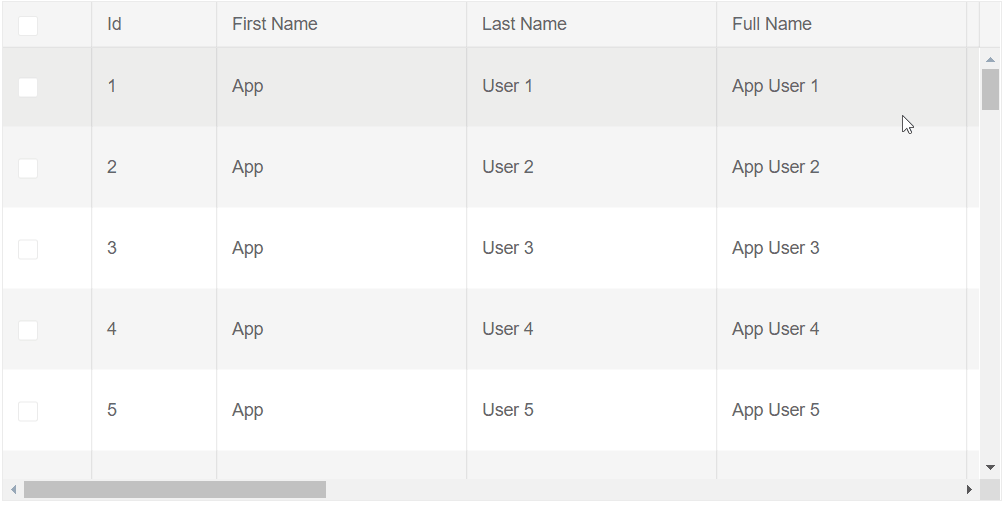 Id First Name Last Name Full Name
1 App User 1 App User 1
2 App User 2 App User 2
3 App User 3 App User 3
4 App User 4 App User 4
5 App User 5 App User 5